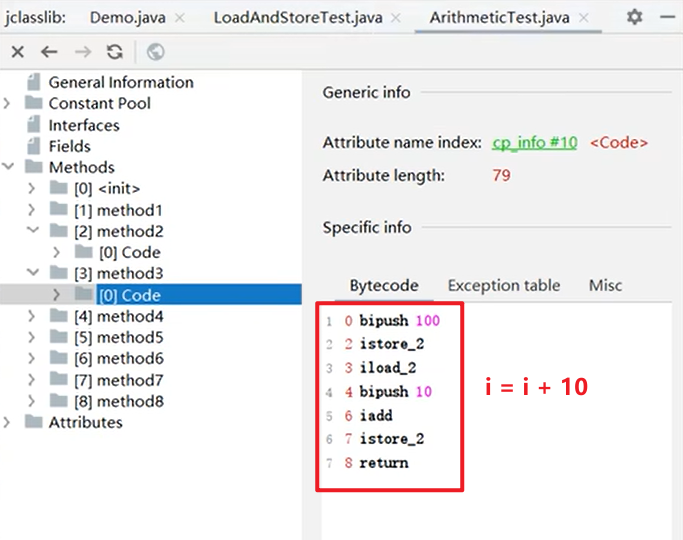 jclasslib: Demo.java LoadAndStoreTest.java ArithmeticTest.java
General Information
Constant Pool
Interfaces
Fields
Methods
[0] <init>
[1] method1
[2] method2
[0] Code
[3] method3
[0] Code
[4] method4
[5] method5
[6] method6
[7] method7
[8] method8
Attributes
Generic info
Attribute name index: cp_info #10 <Code>
Attribute length: 79
Specific info
Bytecode Exception table Misc
1 0 bipush 100
2 2 istore_2
3 3 iload_2
4 4 bipush 10
5 6 iadd
6 7 istore_2
7 8 return
i = i + 10